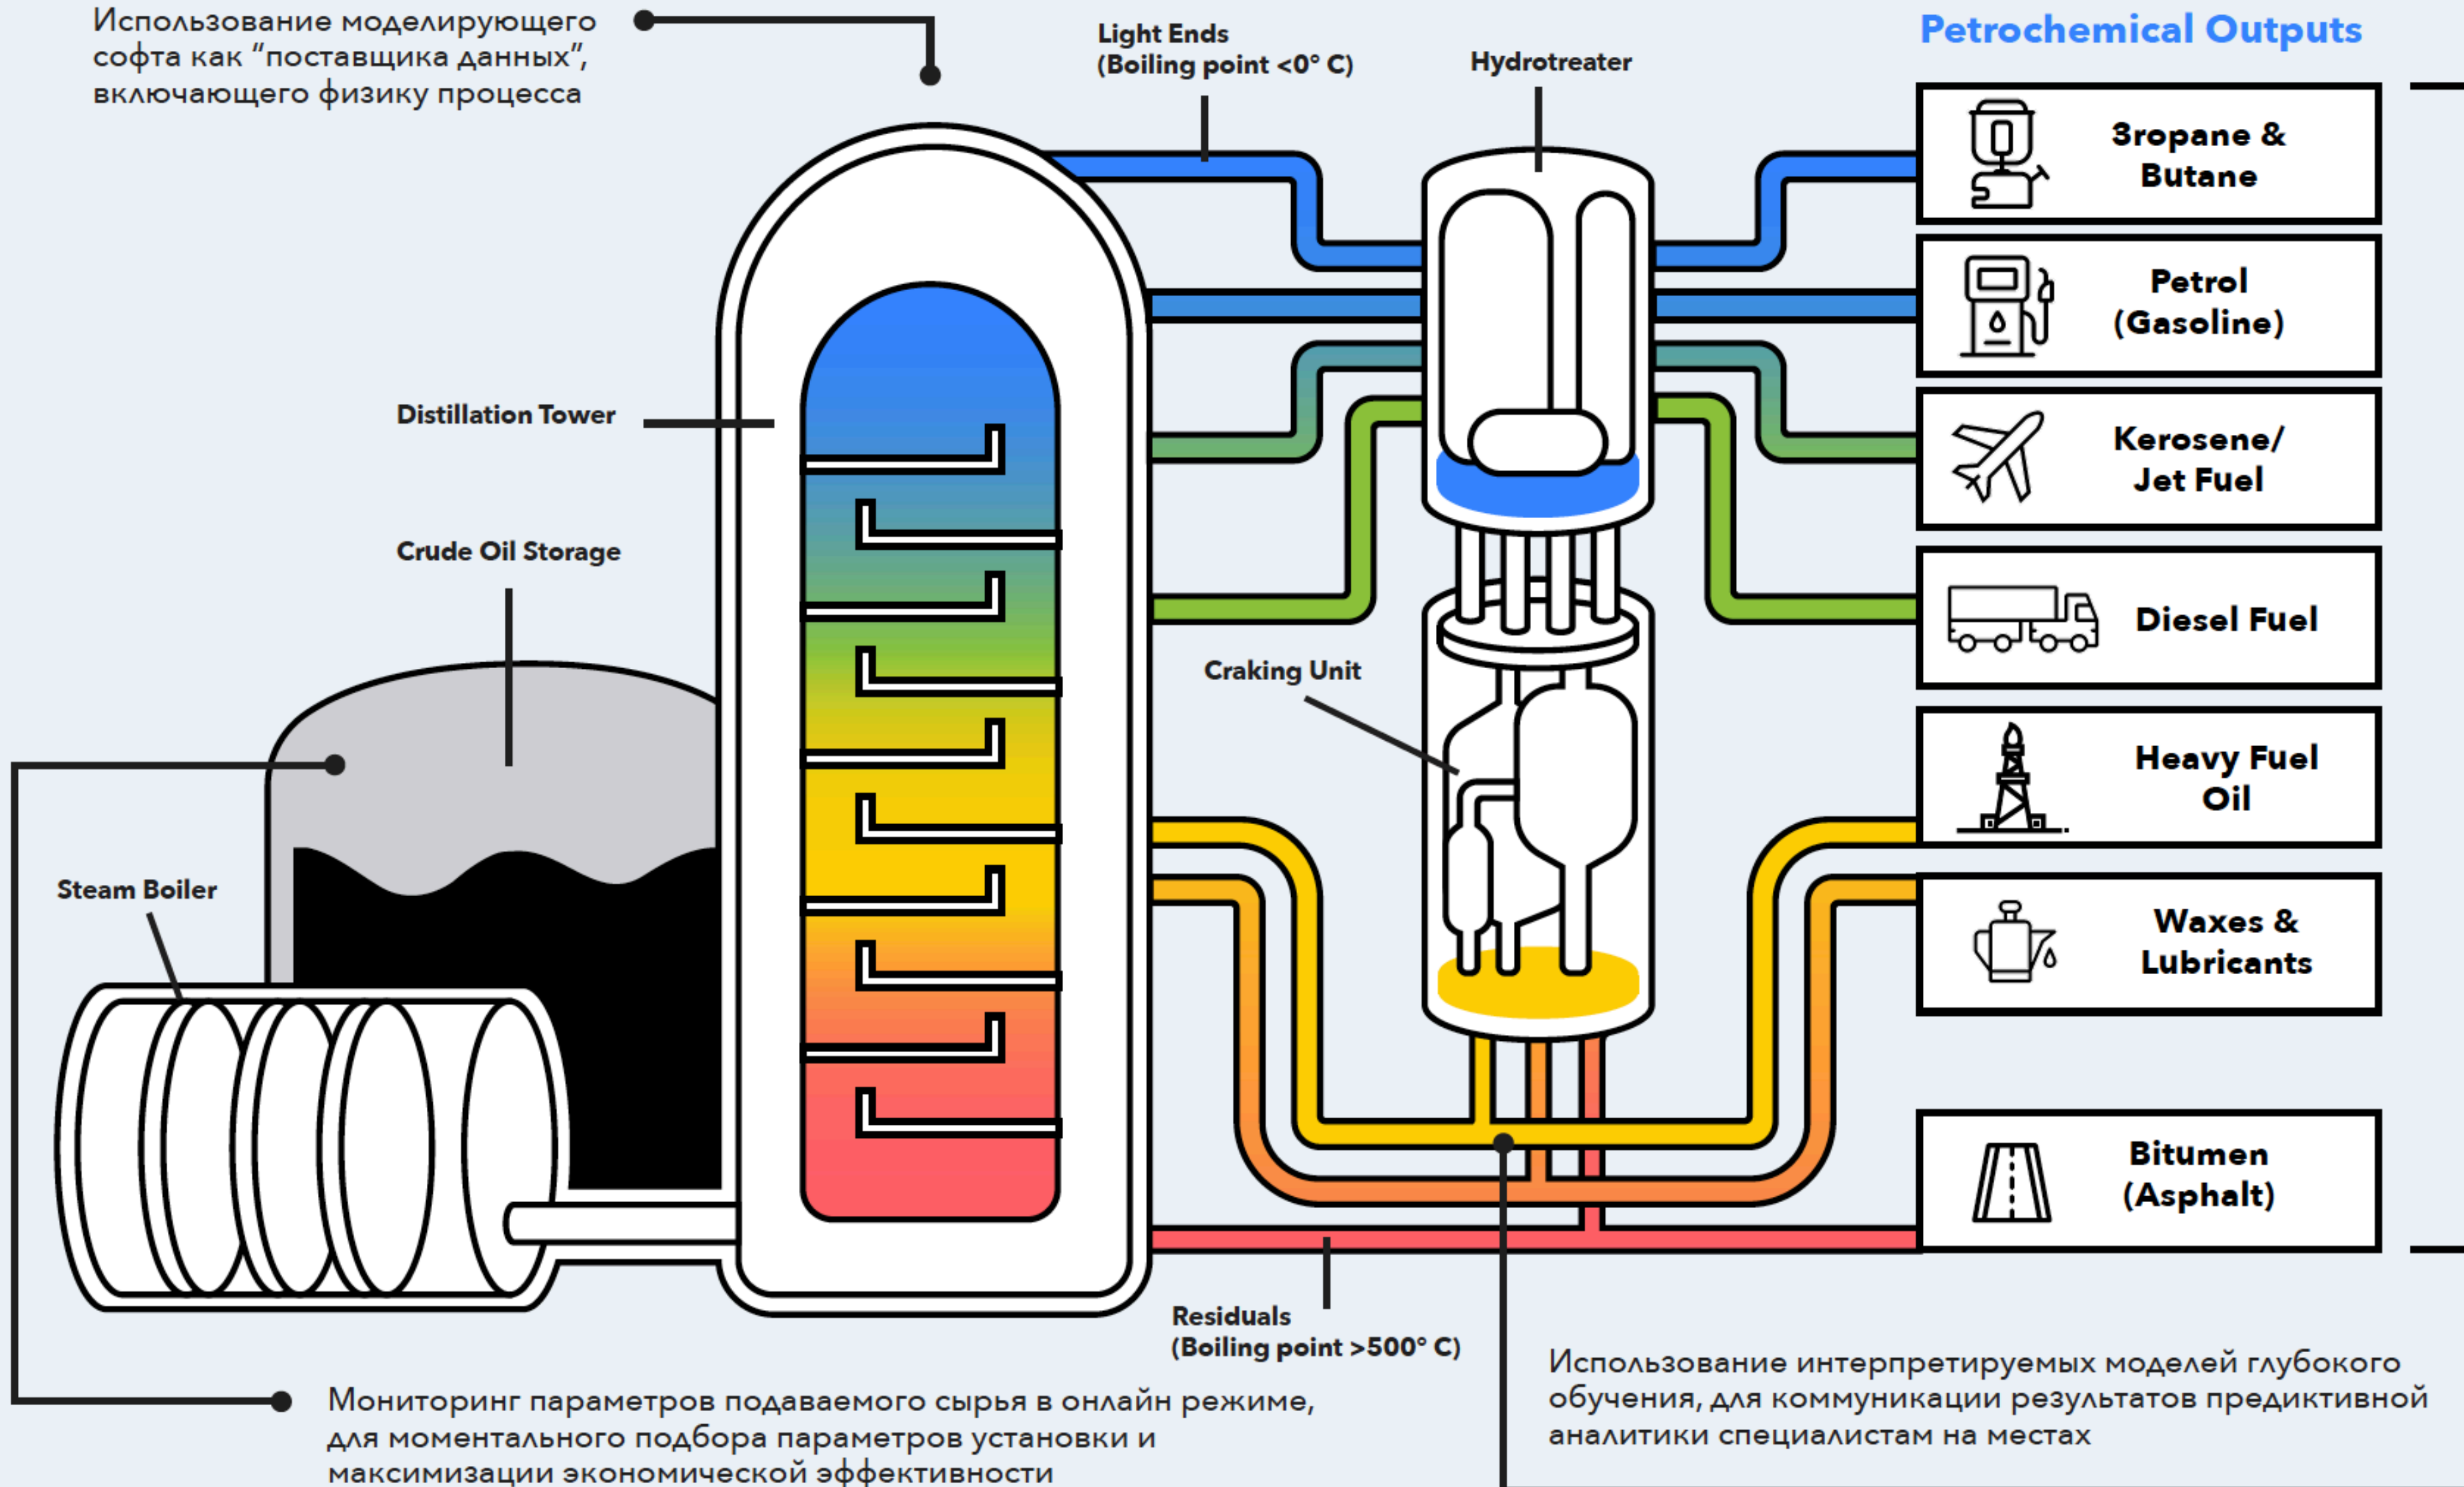 Использование моделирующего
софта как “поставщика данных”,
включающего физику процесса
Light Ends
(Boiling point <0° C)
Hydrotreater
Petrochemical Outputs
3ropane &
Butane
Petrol
(Gasoline)
Distillation Tower
Kerosene/
Jet Fuel
Crude Oil Storage
Diesel Fuel
Craking Unit
Heavy Fuel
Oil
Steam Boiler
Waxes &
Lubricants
Bitumen
(Asphalt)
Residuals
(Boiling point >500° C)
Мониторинг параметров подаваемого сырья в онлайн режиме,
для моментального подбора параметров установки и
максимизации экономической эффективности
Использование интерпретируемых моделей глубокого
обучения, для коммуникации результатов предиктивной
аналитики специалистам на местах